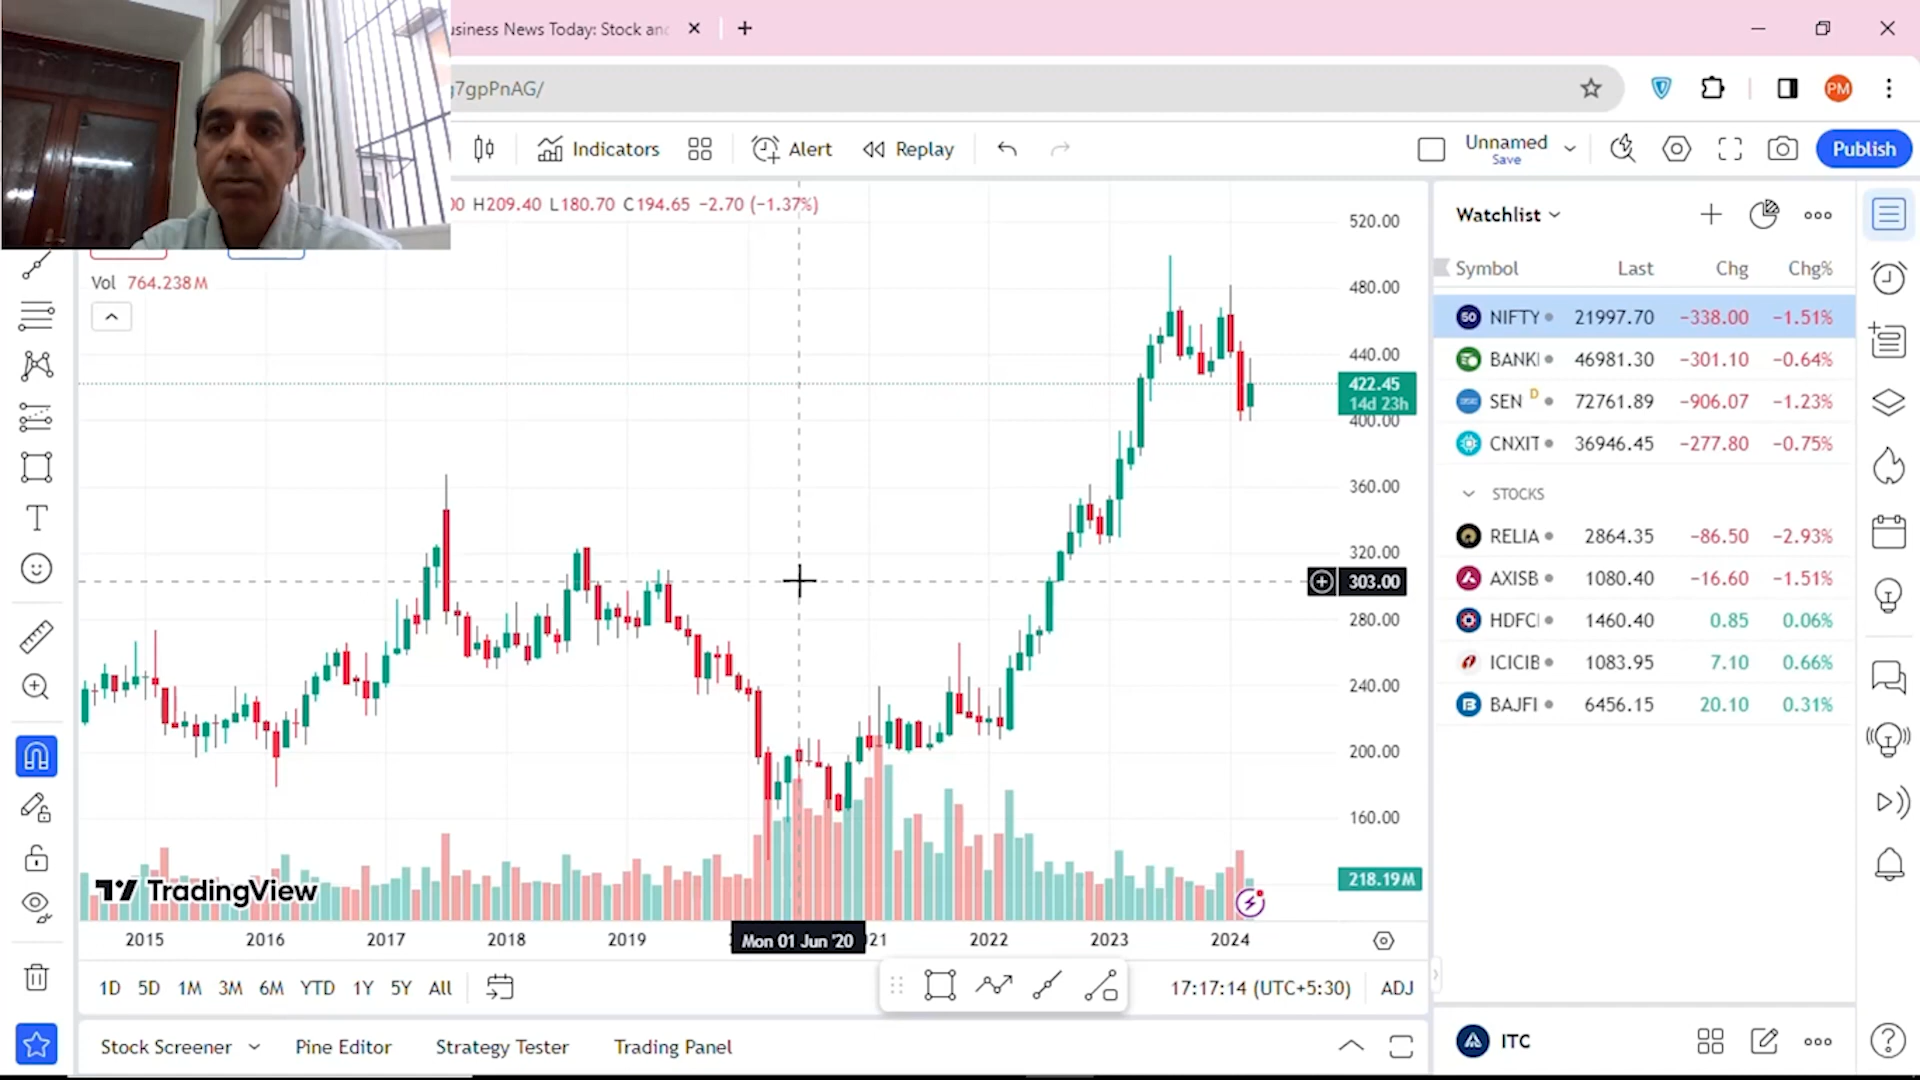 usiness News Today: Stock and
g7gpPnAG/
PM
Indicators
Alert
Replay
Unnamed
Save
Publish
00 H209.40 L180.70 C194.65 −2.70 (−1.37%)
Vol 764.238M
520.00
480.00
440.00
422.45
14d 23h
400.00
360.00
320.00
303.00
280.00
240.00
200.00
160.00
218.19M
TradingView
2015 2016 2017 2018 2019 Mon 01 Jun '20 21 2022 2023 2024
1D 5D 1M 3M 6M YTD 1Y 5Y All
17:17:14 (UTC+5:30) ADJ
Stock Screener Pine Editor Strategy Tester Trading Panel
Watchlist
Symbol Last Chg Chg%
50 NIFTY 21997.70 −338.00 −1.51%
BANKI 46981.30 −301.10 −0.64%
SEN D 72761.89 −906.07 −1.23%
CNXIT 36946.45 −277.80 −0.75%
STOCKS
RELIA 2864.35 −86.50 −2.93%
AXISB 1080.40 −16.60 −1.51%
HDFC 1460.40 0.85 0.06%
ICICIB 1083.95 7.10 0.66%
BAJFI 6456.15 20.10 0.31%
ITC